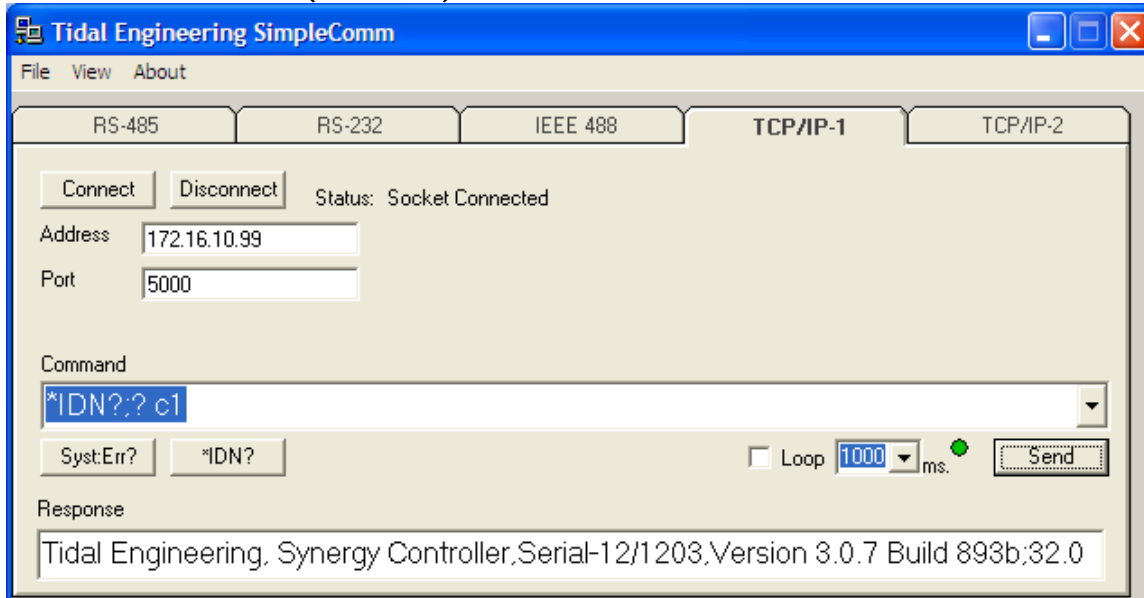 Tidal Engineering SimpleComm
File View About
RS-485 RS-232 IEEE 488 TCP/IP-1 TCP/IP-2
Connect Disconnect Status: Socket Connected
Address 172.16.10.99
Port 5000
Command
*IDN?;? c1
Syst:Err? *IDN? Loop 1000 ms. Send
Response
Tidal Engineering, Synergy Controller,Serial-12/1203,Version 3.0.7 Build 893b;32.0